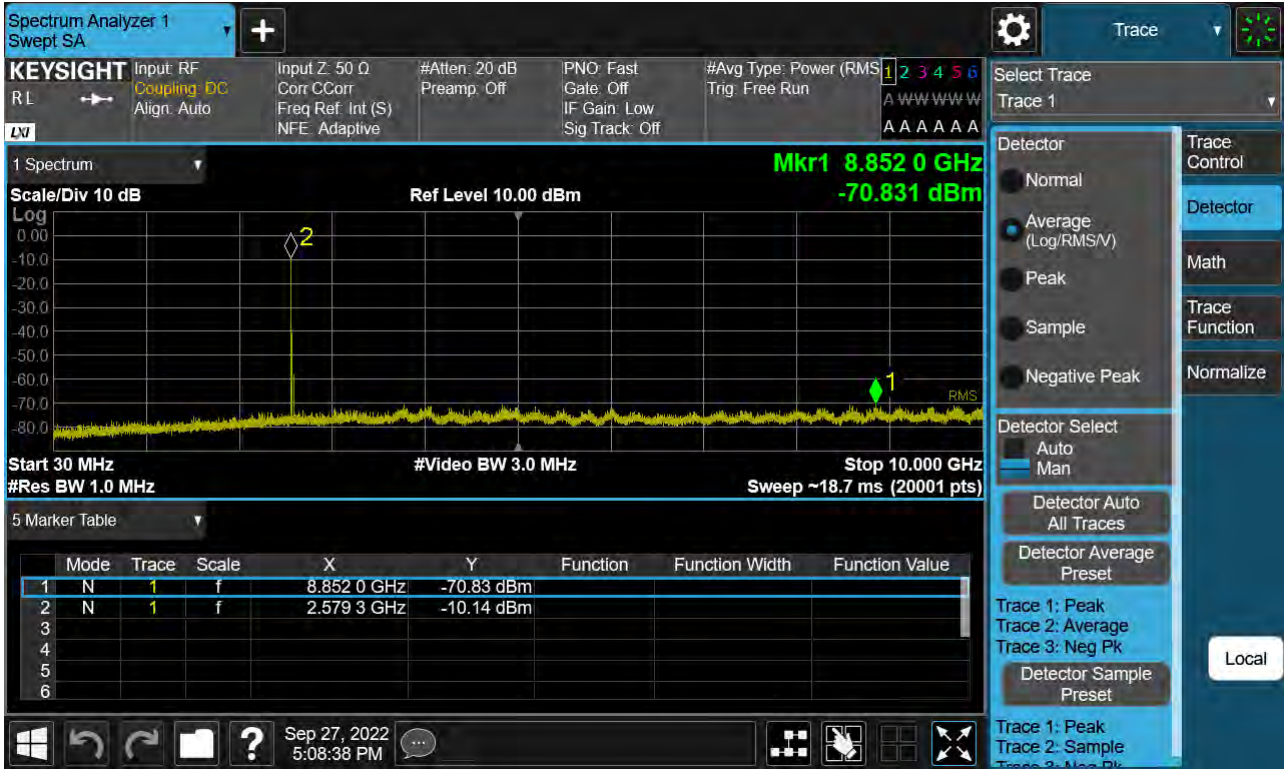 Spectrum Analyzer 1
Swept SA
Trace
KEYSIGHT
RL
LXI
Input: RF
Coupling: DC
Align: Auto
Input Z: 50 Ω
Corr CCorr
Freq Ref: Int (S)
NFE: Adaptive
#Atten: 20 dB
Preamp: Off
PNO: Fast
Gate: Off
IF Gain: Low
Sig Track: Off
#Avg Type: Power (RMS
Trig: Free Run
1 2 3 4 5 6
A W W W W W
A A A A A A
Select Trace
Trace 1
1 Spectrum
Mkr1 8.852 0 GHz
-70.831 dBm
Scale/Div 10 dB
Ref Level 10.00 dBm
Log
0.00
-10.0
-20.0
-30.0
-40.0
-50.0
-60.0
-70.0
-80.0
2
1
RMS
Start 30 MHz
#Video BW 3.0 MHz
Stop 10.000 GHz
#Res BW 1.0 MHz
Sweep ~18.7 ms (20001 pts)
5 Marker Table
Mode Trace Scale X Y Function Function Width Function Value
1 N 1 f 8.852 0 GHz -70.83 dBm
2 N 1 f 2.579 3 GHz -10.14 dBm
3
4
5
6
Detector
Normal
Average
(Log/RMS/V)
Peak
Sample
Negative Peak
Detector Select
Auto
Man
Detector Auto
All Traces
Detector Average
Preset
Trace 1: Peak
Trace 2: Average
Trace 3: Neg Pk
Detector Sample
Preset
Trace 1: Peak
Trace 2: Sample
Trace 3: Neg Pk
Trace
Control
Detector
Math
Trace
Function
Normalize
Local
?
Sep 27, 2022
5:08:38 PM